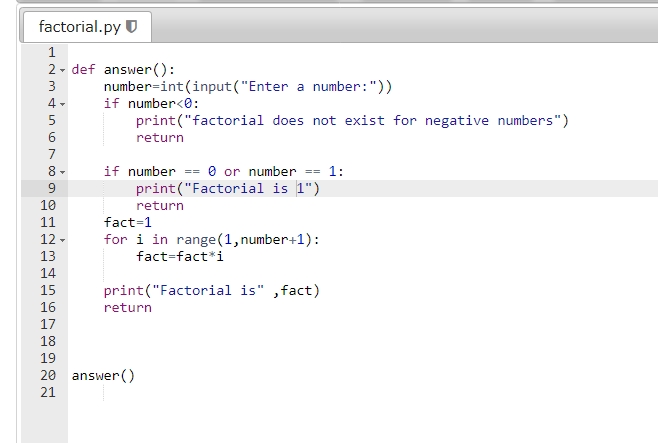 factorial.py
1
2 def answer():
3     number=int(input("Enter a number:"))
4     if number<0:
5         print("factorial does not exist for negative numbers")
6         return
7
8     if number == 0 or number == 1:
9         print("Factorial is 1")
10         return
11     fact=1
12     for i in range(1,number+1):
13         fact=fact*i
14
15     print("Factorial is" ,fact)
16     return
17
18
19
20 answer()
21